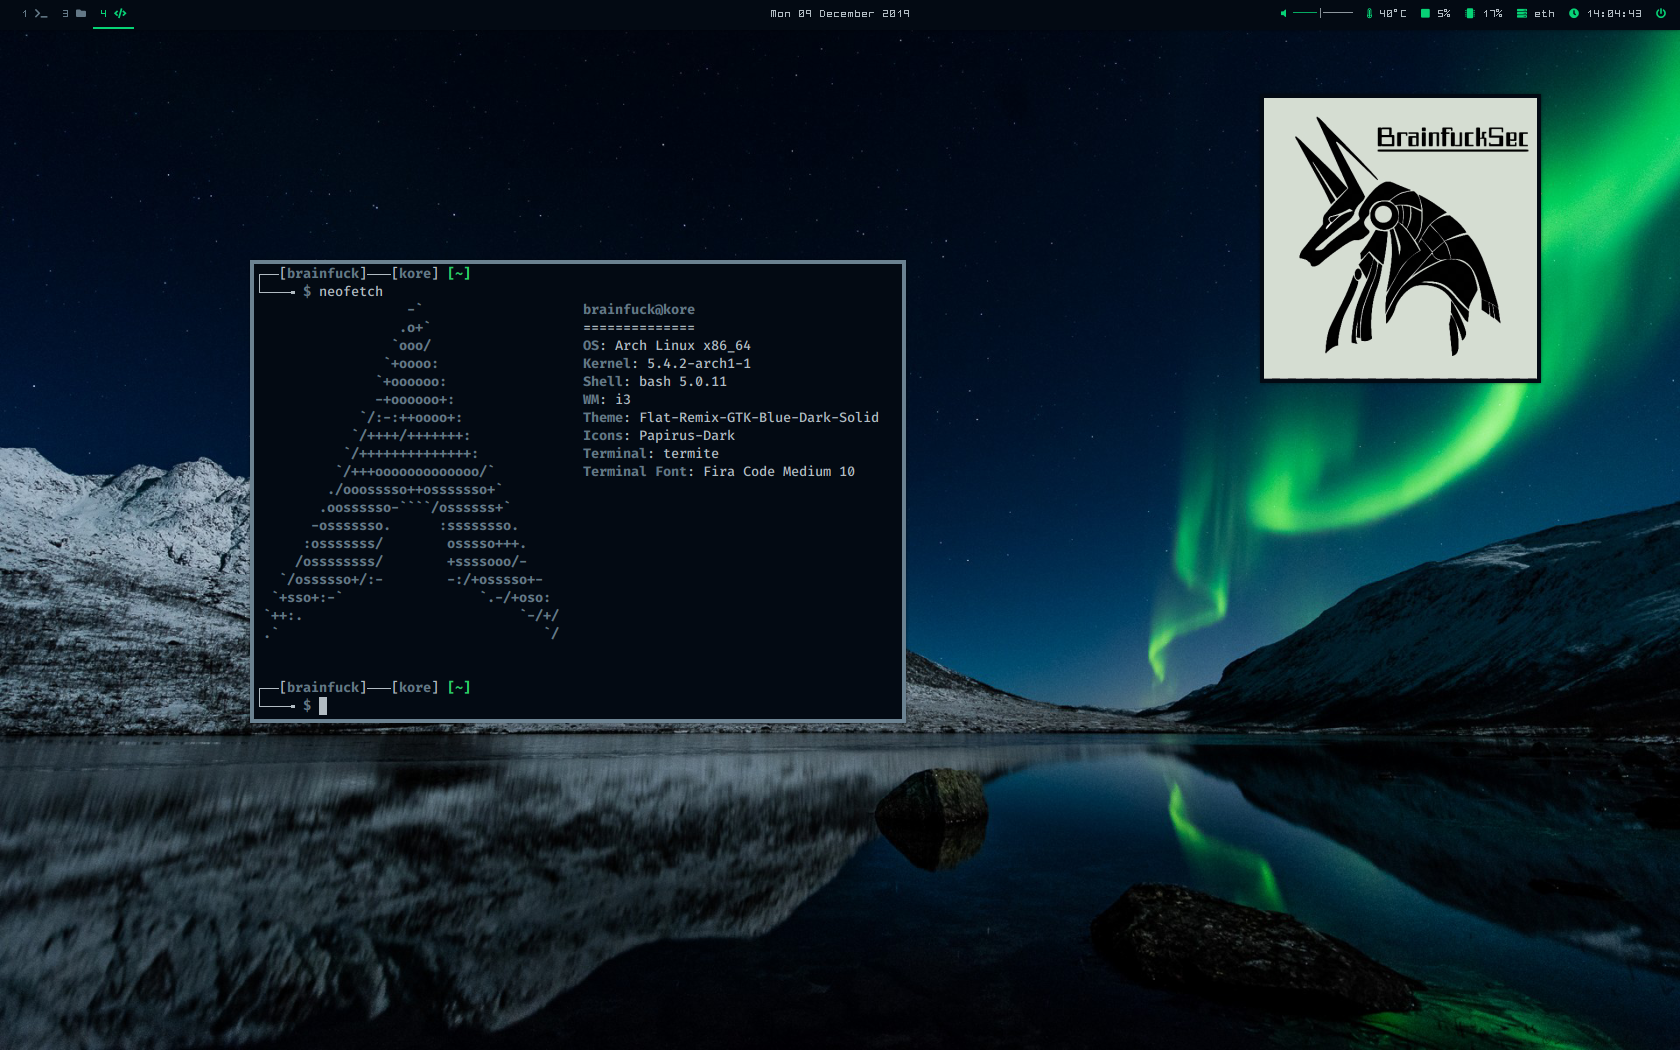 1 3 4 Mon 09 December 2019 40°C 5% 17% eth 14:04:43
BrainfuckSec
┌──[brainfuck]───[kore] [~]
└────╼ $ neofetch
                   -`
                  .o+`
                 `ooo/
                `+oooo:
               `+oooooo:
               -+oooooo+:
             `/:-:++oooo+:
            `/++++/+++++++:
           `/++++++++++++++:
          `/+++ooooooooooooo/`
         ./ooosssso++osssssso+`
        .oossssso-````/ossssss+`
       -osssssso.      :ssssssso.
      :osssssss/        osssso+++.
     /ossssssss/        +ssssooo/-
   `/ossssso+/:-        -:/+osssso+-
  `+sso+:-`                 `.-/+oso:
 `++:.                           `-/+/
 .`                                 `/
brainfuck@kore
==============
OS: Arch Linux x86_64
Kernel: 5.4.2-arch1-1
Shell: bash 5.0.11
WM: i3
Theme: Flat-Remix-GTK-Blue-Dark-Solid
Icons: Papirus-Dark
Terminal: termite
Terminal Font: Fira Code Medium 10
┌──[brainfuck]───[kore] [~]
└────╼ $